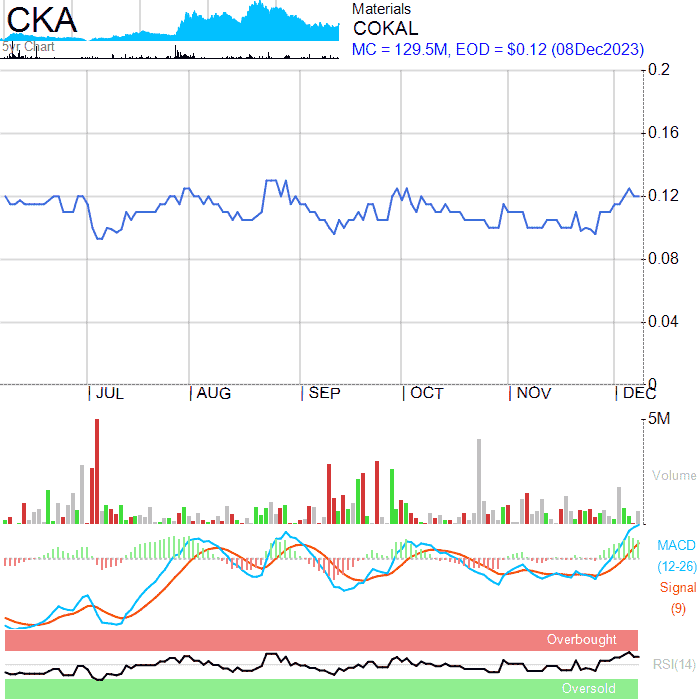 CKA
5yr Chart
Materials
COKAL
MC = 129.5M, EOD = $0.12 (08Dec2023)
0.2
0.16
0.12
0.08
0.04
0
JUL AUG SEP OCT NOV DEC
5M
Volume
MACD
(12-26)
Signal
(9)
Overbought
RSI(14)
Oversold